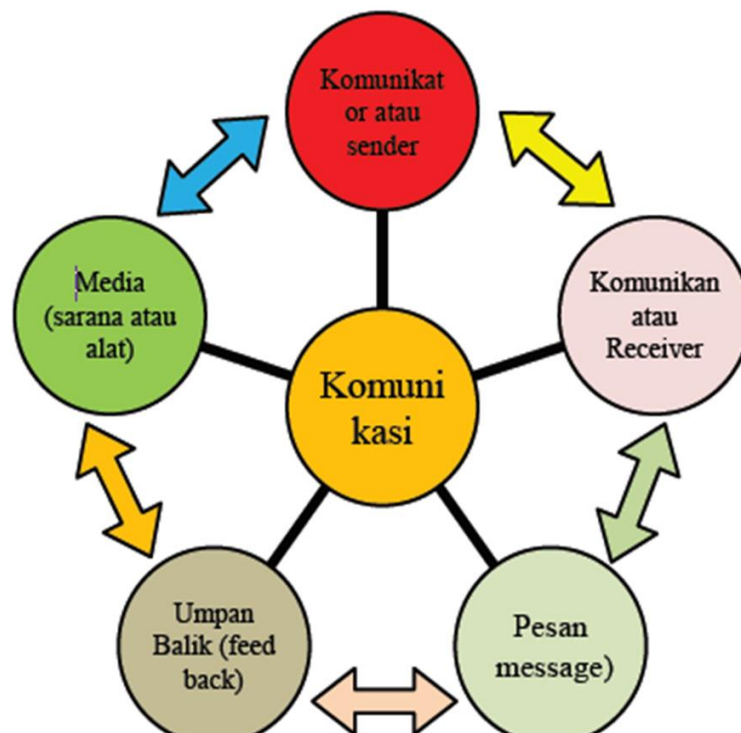 Komunikat
or atau
sender
Komunikan
atau
Receiver
Pesan
message)
Umpan
Balik (feed
back)
Media
(sarana atau
alat)
Komuni
kasi